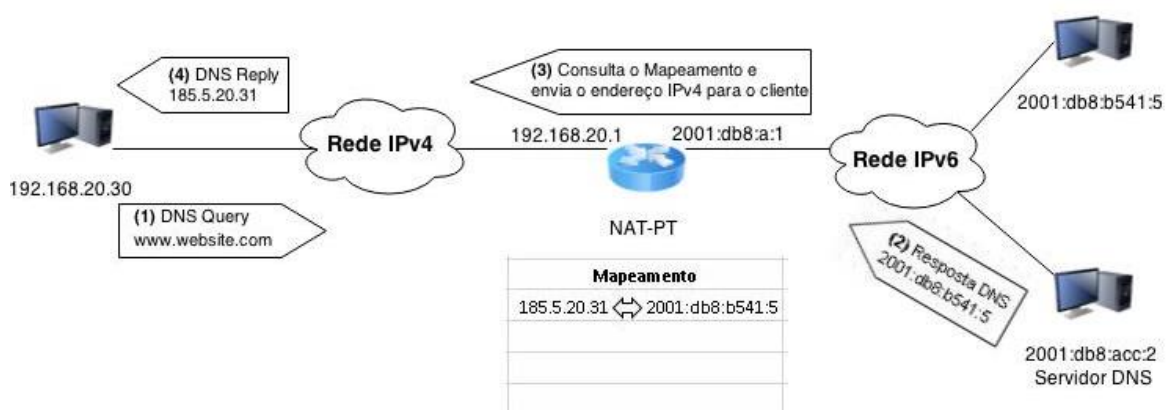 (4) DNS Reply
185.5.20.31
(3) Consulta o Mapeamento e
envia o endereço IPv4 para o cliente
2001:db8:b541:5
Rede IPv4
192.168.20.1
2001:db8:a:1
Rede IPv6
192.168.20.30
(1) DNS Query
www.website.com
NAT-PT
(2) Resposta DNS
2001:db8:b541:5
Mapeamento
185.5.20.31 ⇔ 2001:db8:b541:5
2001:db8:acc:2
Servidor DNS